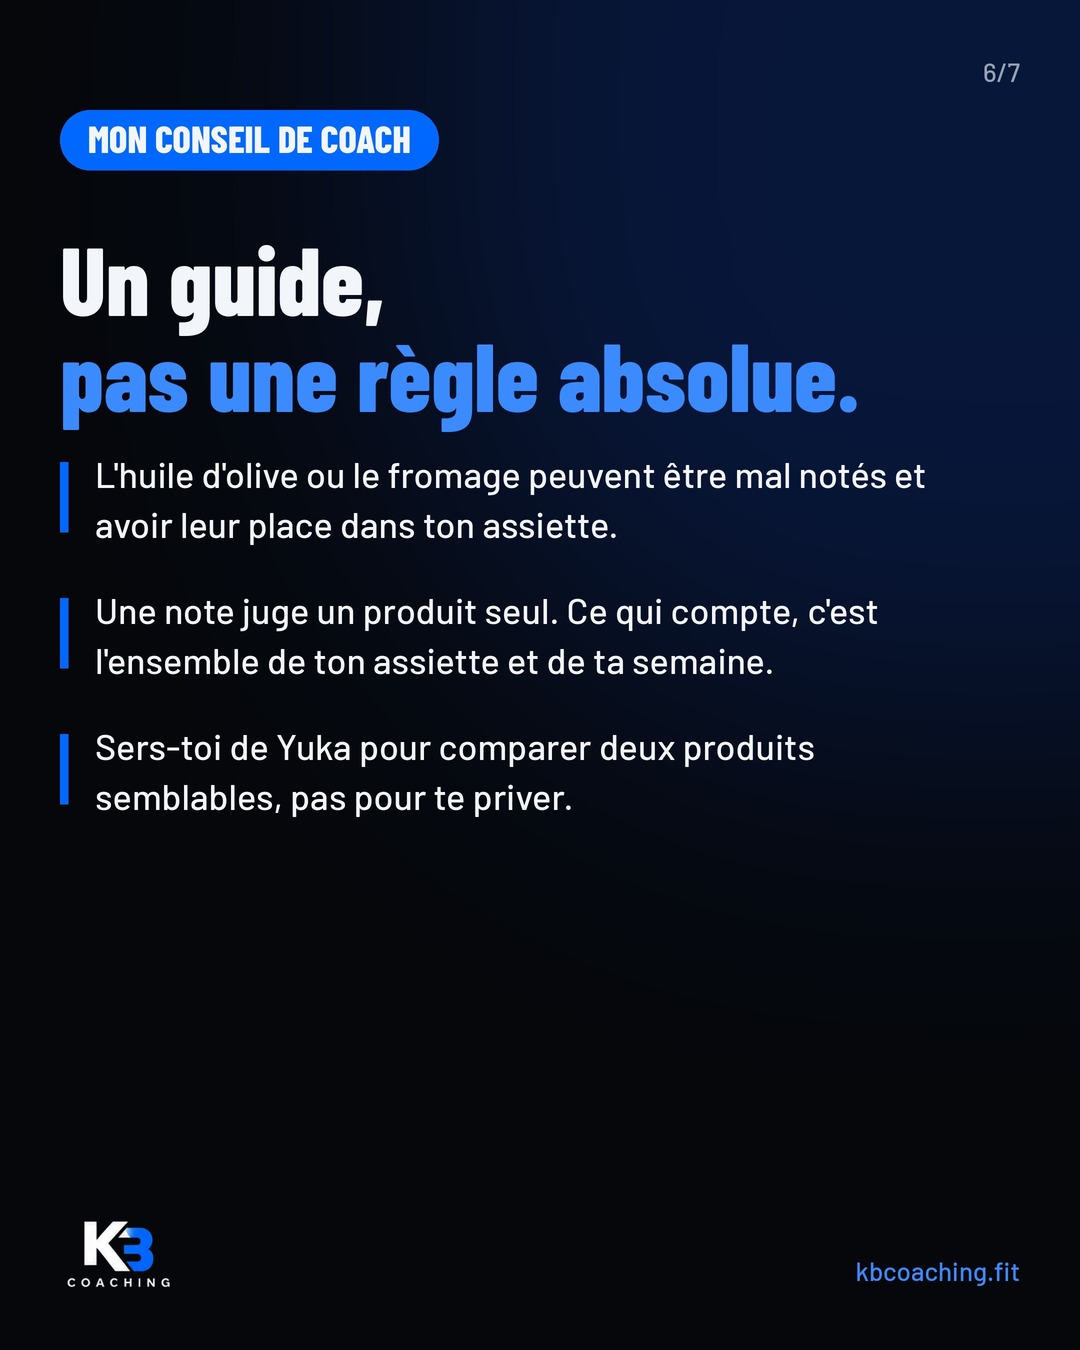 6/7
MON CONSEIL DE COACH
Un guide,
pas une règle absolue.
L'huile d'olive ou le fromage peuvent être mal notés et
avoir leur place dans ton assiette.
Une note juge un produit seul. Ce qui compte, c'est
l'ensemble de ton assiette et de ta semaine.
Sers-toi de Yuka pour comparer deux produits
semblables, pas pour te priver.
KB
COACHING
kbcoaching.fit